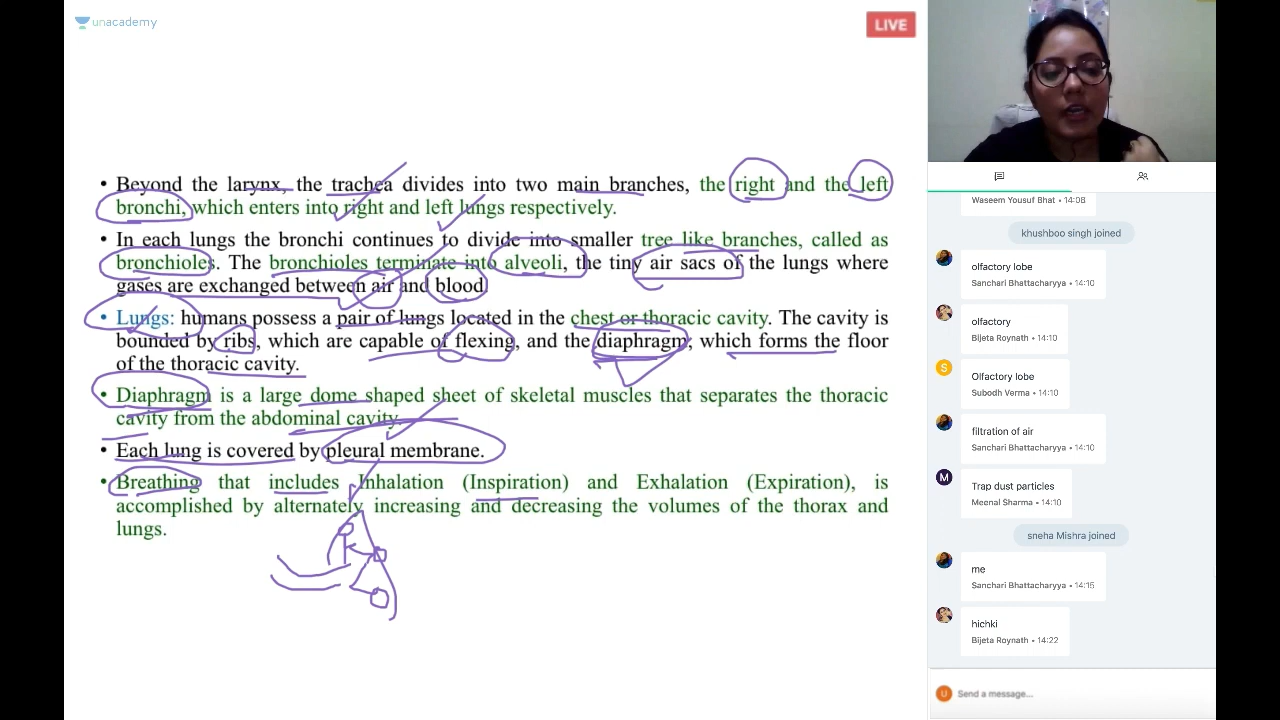 unacademy
LIVE
• Beyond the larynx, the trachea divides into two main branches, the right and the left
bronchi, which enters into right and left lungs respectively.
• In each lungs the bronchi continues to divide into smaller tree like branches, called as
bronchioles. The bronchioles terminate into alveoli, the tiny air sacs of the lungs where
gases are exchanged between air and blood.
• Lungs: humans possess a pair of lungs located in the chest or thoracic cavity. The cavity is
bounded by ribs, which are capable of flexing, and the diaphragm, which forms the floor
of the thoracic cavity.
• Diaphragm is a large dome shaped sheet of skeletal muscles that separates the thoracic
cavity from the abdominal cavity.
• Each lung is covered by pleural membrane.
• Breathing that includes Inhalation (Inspiration) and Exhalation (Expiration), is
accomplished by alternately increasing and decreasing the volumes of the thorax and
lungs.
Waseem Yousuf Bhat • 14:08
khushboo singh joined
olfactory lobe
Sanchari Bhattacharyya • 14:10
olfactory
Bijeta Roynath • 14:10
S
Olfactory lobe
Subodh Verma • 14:10
filtration of air
Sanchari Bhattacharyya • 14:10
M
Trap dust particles
Meenal Sharma • 14:10
sneha Mishra joined
me
Sanchari Bhattacharyya • 14:15
hichki
Bijeta Roynath • 14:22
U
Send a message...